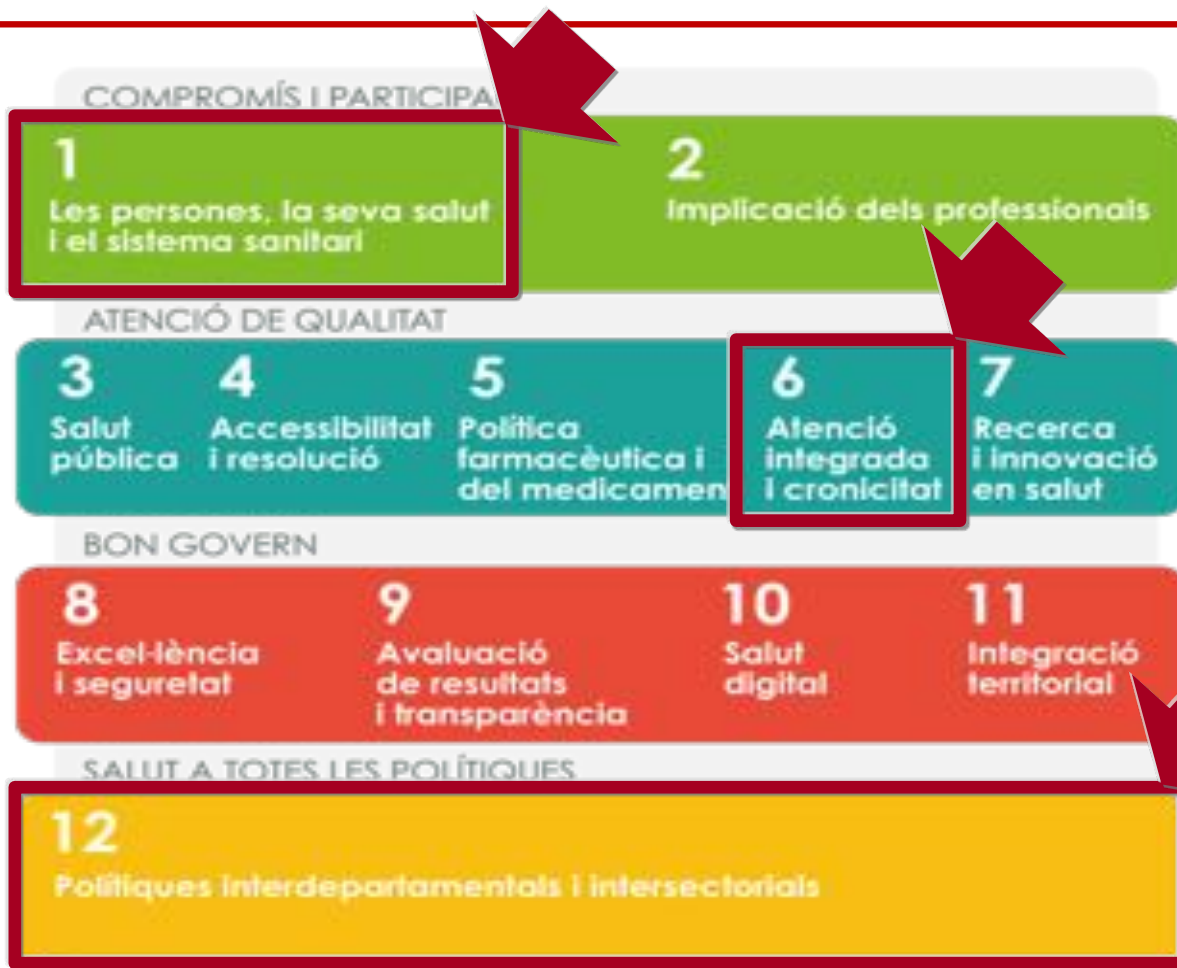 COMPROMÍS I PARTICIPA
1
Les persones, la seva salut
i el sistema sanitari
2
Implicació dels professionals
ATENCIÓ DE QUALITAT
3
Salut
pública
4
Accessibilitat
i resolució
5
Política
farmacèutica i
del medicamen
6
Atenció
integrada
i cronicitat
7
Recerca
i innovació
en salut
BON GOVERN
8
Excel·lència
i seguretat
9
Avaluació
de resultats
i transparència
10
Salut
digital
11
Integració
territorial
SALUT A TOTES LES POLÍTIQUES
12
Polítiques interdepartamentals i intersectorials